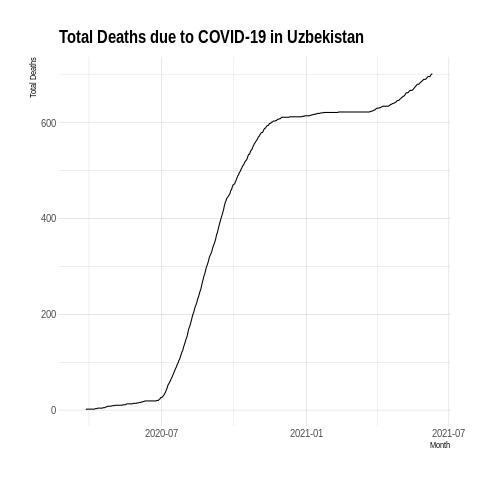 Total Deaths due to COVID-19 in Uzbekistan
Total Deaths
600
400
200
0
2020-07
2021-01
2021-07
Month